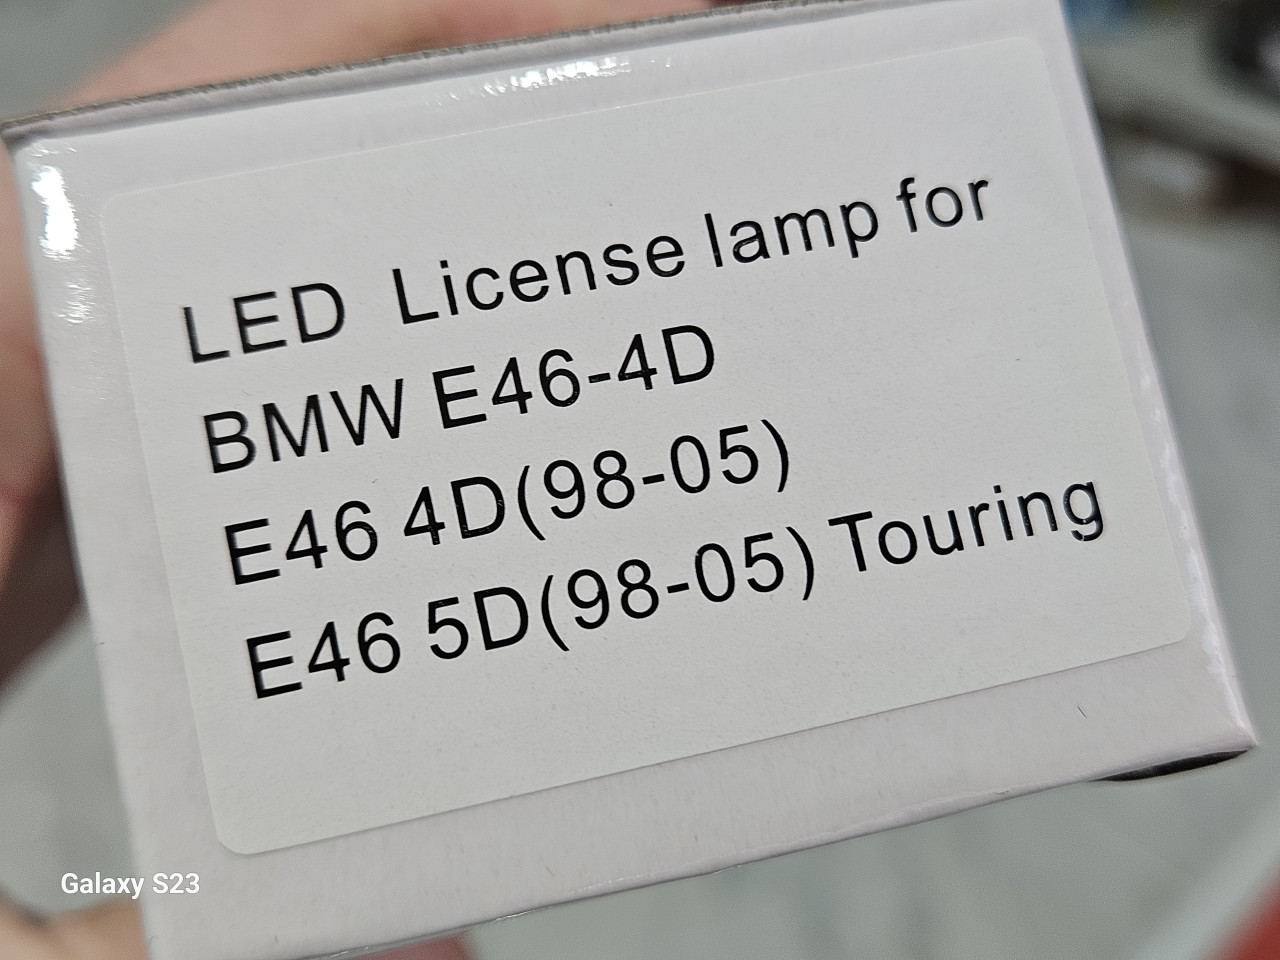 LED License lamp for
BMW E46-4D
E46 4D(98-05)
E46 5D(98-05) Touring
Galaxy S23